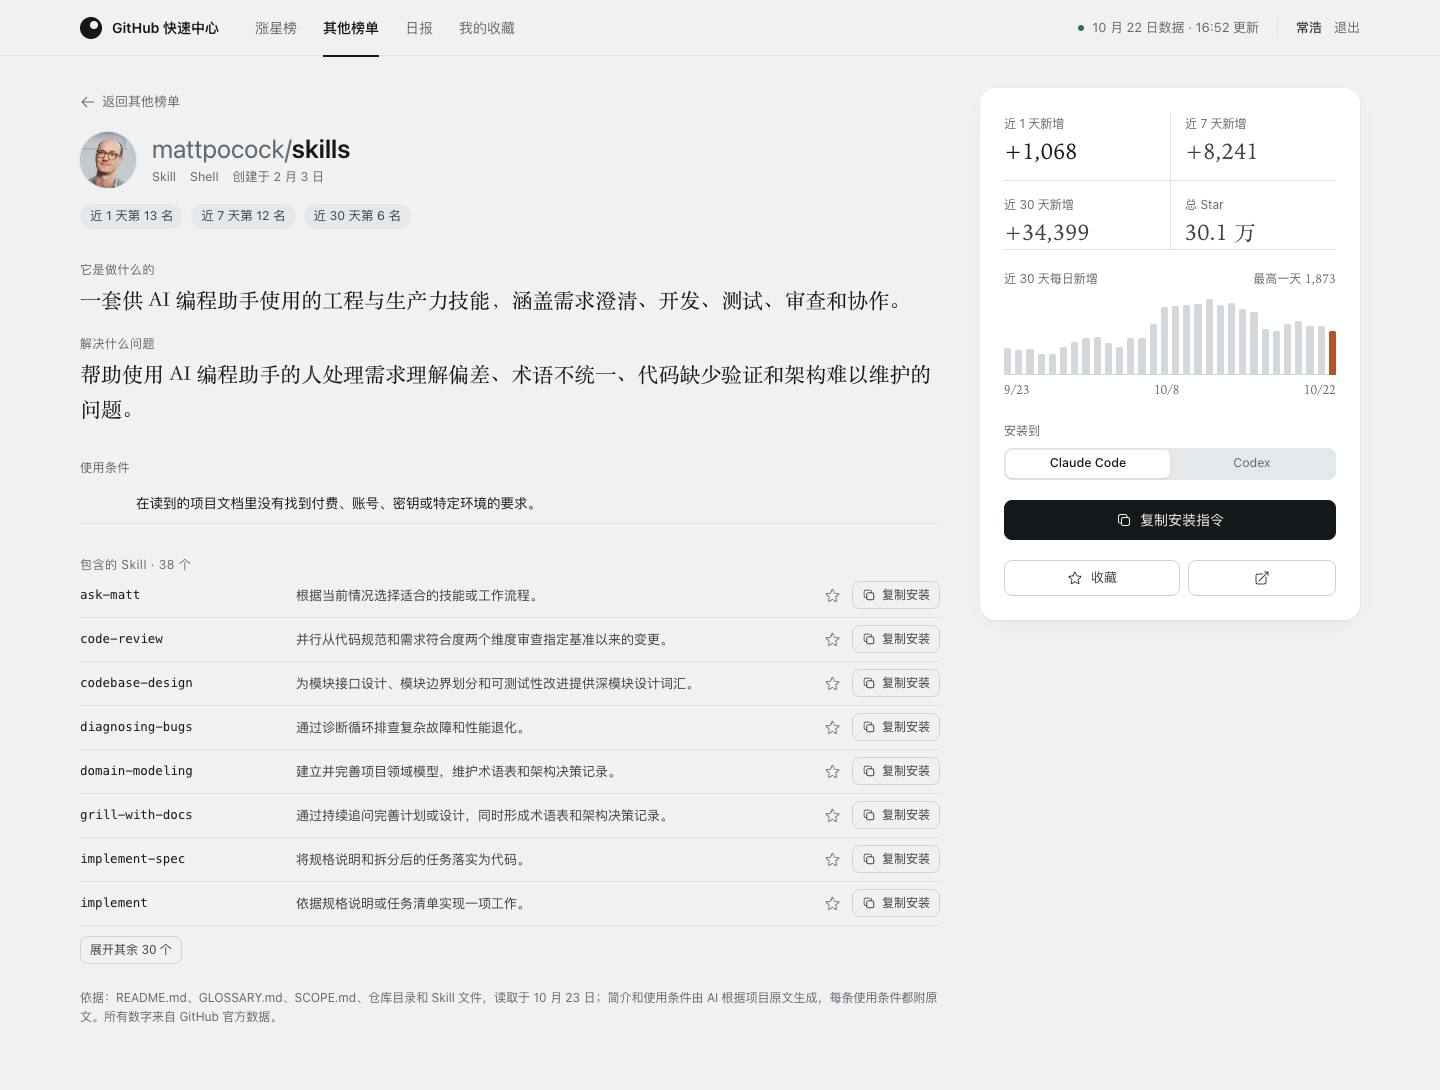 GitHub 快速中心
涨星榜
其他榜单
日报
我的收藏
10 月 22 日数据 · 16:52 更新
常浩
退出
返回其他榜单
mattpocock/skills
Skill Shell 创建于 2 月 3 日
近 1 天第 13 名
近 7 天第 12 名
近 30 天第 6 名
它是做什么的
一套供 AI 编程助手使用的工程与生产力技能，涵盖需求澄清、开发、测试、审查和协作。
解决什么问题
帮助使用 AI 编程助手的人处理需求理解偏差、术语不统一、代码缺少验证和架构难以维护的
问题。
使用条件
在读到的项目文档里没有找到付费、账号、密钥或特定环境的要求。
包含的 Skill · 38 个
ask-matt 根据当前情况选择适合的技能或工作流程。 复制安装
code-review 并行从代码规范和需求符合度两个维度审查指定基准以来的变更。 复制安装
codebase-design 为模块接口设计、模块边界划分和可测试性改进提供深模块设计词汇。 复制安装
diagnosing-bugs 通过诊断循环排查复杂故障和性能退化。 复制安装
domain-modeling 建立并完善项目领域模型，维护术语表和架构决策记录。 复制安装
grill-with-docs 通过持续追问完善计划或设计，同时形成术语表和架构决策记录。 复制安装
implement-spec 将规格说明和拆分后的任务落实为代码。 复制安装
implement 依据规格说明或任务清单实现一项工作。 复制安装
展开其余 30 个
依据：README.md、GLOSSARY.md、SCOPE.md、仓库目录和 Skill 文件，读取于 10 月 23 日；简介和使用条件由 AI 根据项目原文生成，每条使用条件都附原
文。所有数字来自 GitHub 官方数据。
近 1 天新增
+1,068
近 7 天新增
+8,241
近 30 天新增
+34,399
总 Star
30.1 万
近 30 天每日新增
最高一天 1,873
9/23
10/8
10/22
安装到
Claude Code
Codex
复制安装指令
收藏